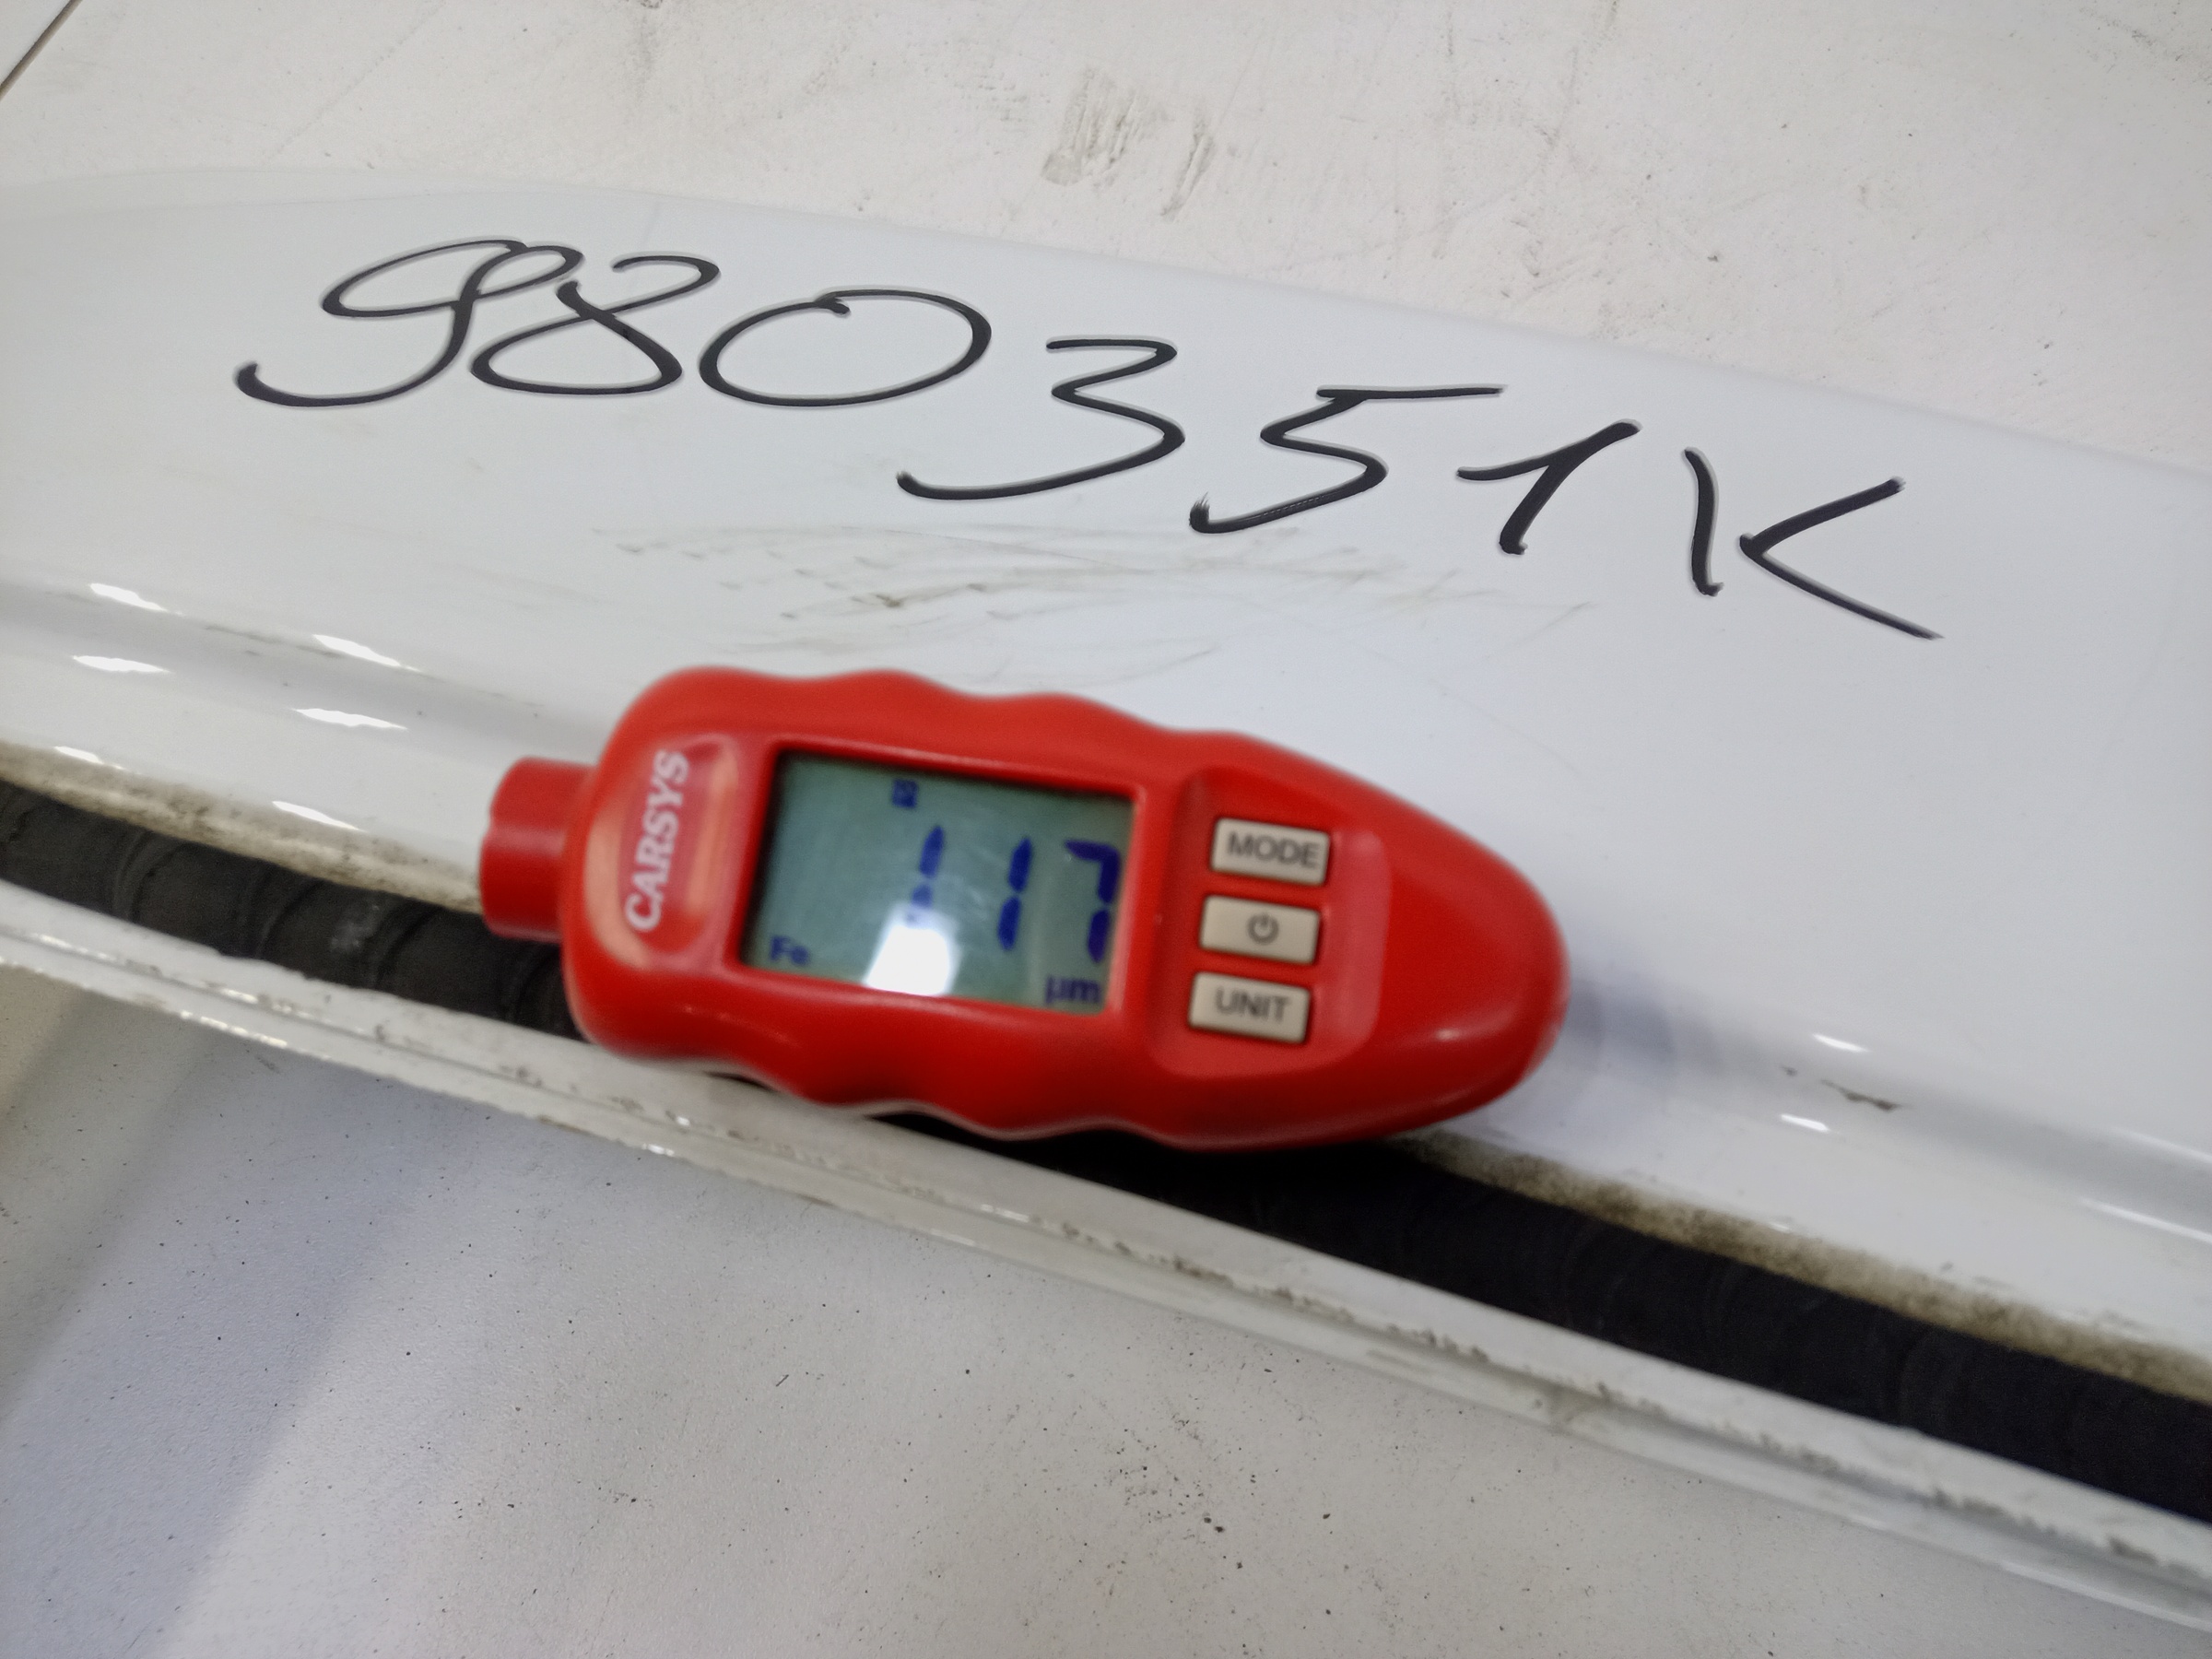 980351K
CARSYS
117
Fe
µm
MODE
UNIT